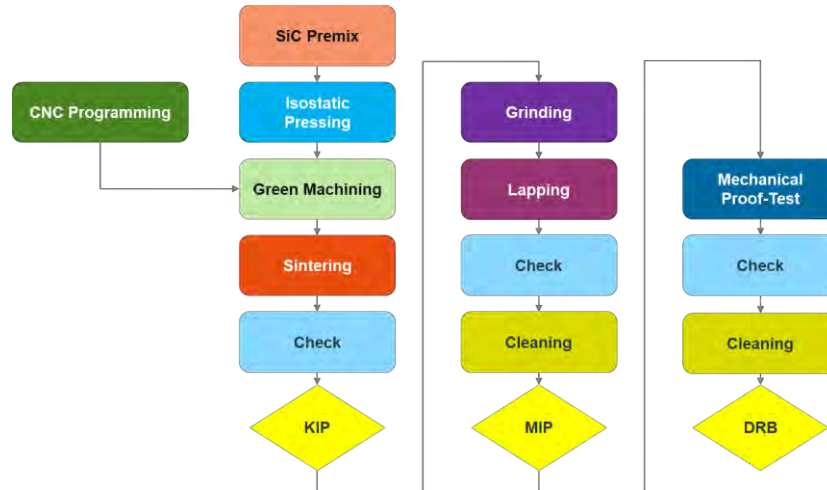 SiC Premix
CNC Programming
Isostatic
Pressing
Green Machining
Sintering
Check
KIP
Grinding
Lapping
Check
Cleaning
MIP
Mechanical
Proof-Test
Check
Cleaning
DRB